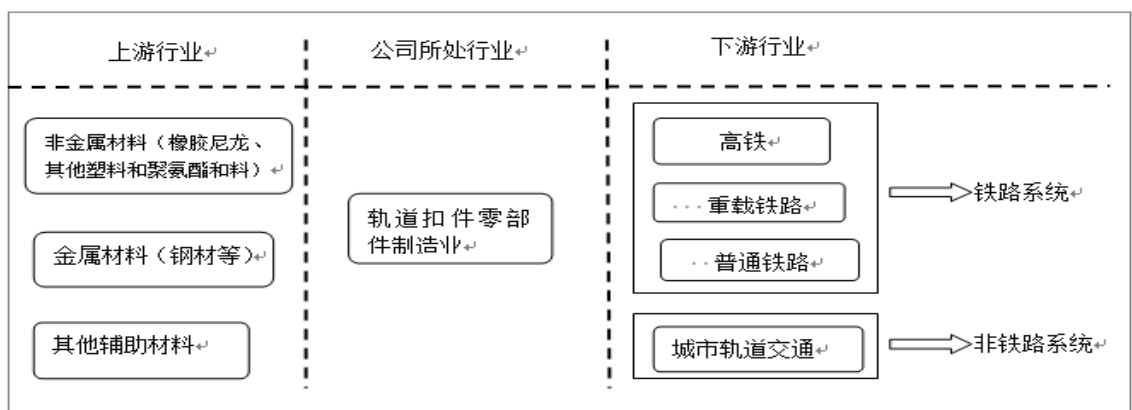 上游行业
公司所处行业
下游行业
非金属材料（橡胶尼龙、
其他塑料和聚氨酯和料）
金属材料（钢材等）
其他辅助材料
轨道扣件零部
件制造业
高铁
···重载铁路
··普通铁路
铁路系统
城市轨道交通
非铁路系统